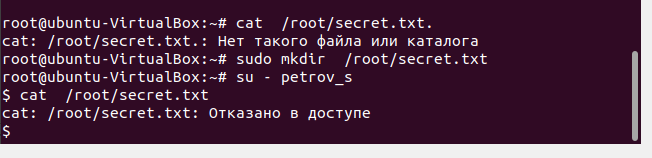 root@ubuntu-VirtualBox:~# cat  /root/secret.txt.
cat: /root/secret.txt.: Нет такого файла или каталога
root@ubuntu-VirtualBox:~# sudo mkdir  /root/secret.txt
root@ubuntu-VirtualBox:~# su - petrov_s
$ cat  /root/secret.txt
cat: /root/secret.txt: Отказано в доступе
$